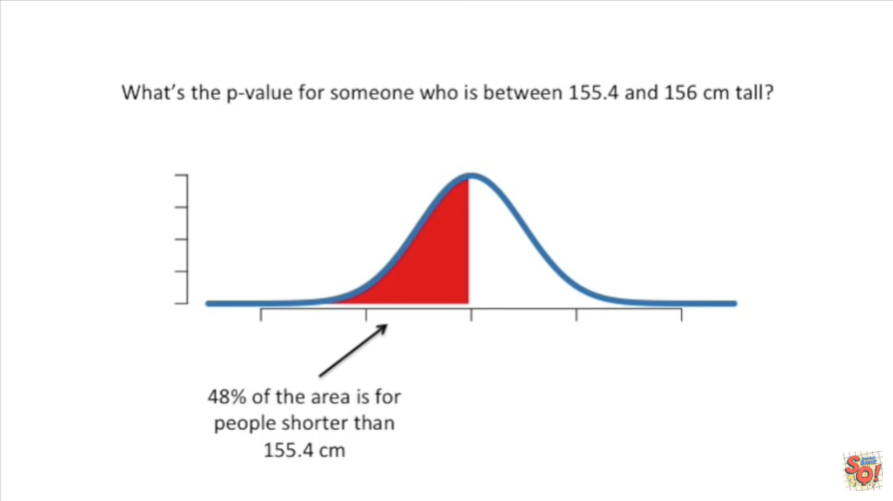 What's the p-value for someone who is between 155.4 and 156 cm tall?
48% of the area is for
people shorter than
155.4 cm
SQ!